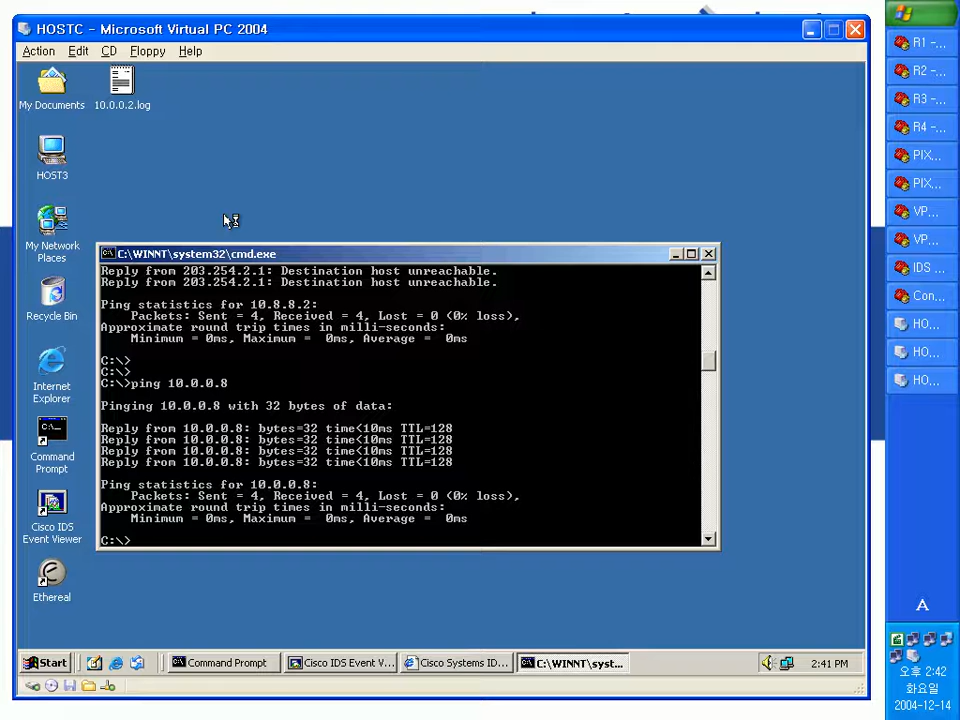 HOSTC - Microsoft Virtual PC 2004
Action Edit CD Floppy Help
My Documents
10.0.0.2.log
HOST3
My Network
Places
Recycle Bin
Internet
Explorer
Command
Prompt
Cisco IDS
Event Viewer
Ethereal
C:\WINNT\system32\cmd.exe
Reply from 203.254.2.1: Destination host unreachable.
Reply from 203.254.2.1: Destination host unreachable.
Ping statistics for 10.8.8.2:
Packets: Sent = 4, Received = 4, Lost = 0 (0% loss),
Approximate round trip times in milli-seconds:
Minimum = 0ms, Maximum = 0ms, Average = 0ms
C:\>
C:\>
C:\>ping 10.0.0.8
Pinging 10.0.0.8 with 32 bytes of data:
Reply from 10.0.0.8: bytes=32 time<10ms TTL=128
Reply from 10.0.0.8: bytes=32 time<10ms TTL=128
Reply from 10.0.0.8: bytes=32 time<10ms TTL=128
Reply from 10.0.0.8: bytes=32 time<10ms TTL=128
Ping statistics for 10.0.0.8:
Packets: Sent = 4, Received = 4, Lost = 0 (0% loss),
Approximate round trip times in milli-seconds:
Minimum = 0ms, Maximum = 0ms, Average = 0ms
C:\>
Start
Command Prompt
Cisco IDS Event V...
Cisco Systems ID...
C:\WINNT\syst...
2:41 PM
R1 -...
R2 -...
R3 -...
R4 -...
PIX...
PIX...
VP...
VP...
IDS ...
Con...
HO...
HO...
HO...
A
오후 2:42
화요일
2004-12-14